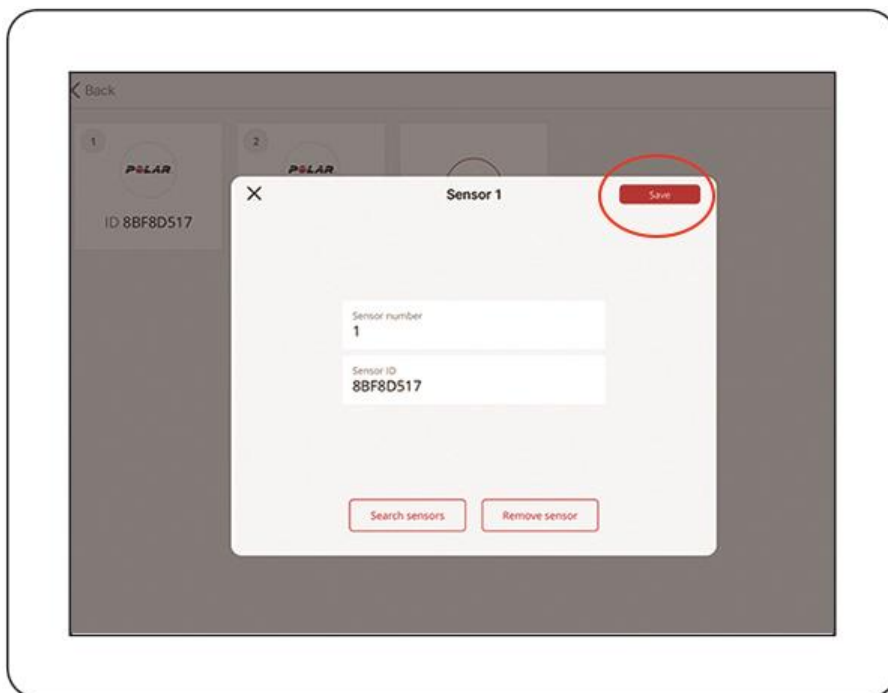 Back
1
POLAR
ID 8BF8D517
2
POLAR
Sensor 1
Save
Sensor number
1
Sensor ID
8BF8D517
Search sensors
Remove sensor